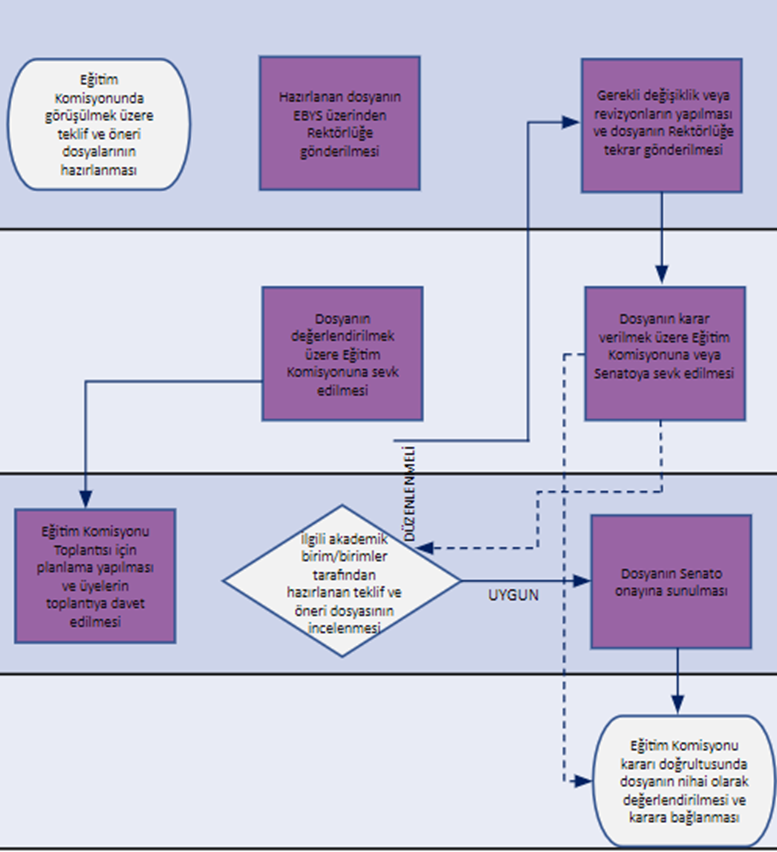 Eğitim
Komisyonunda
görüşülmek üzere
teklif ve öneri
dosyalarının
hazırlanması
Hazırlanan dosyanın
EBYS üzerinden
Rektörlüğe
gönderilmesi
Gerekli değişiklik veya
revizyonların yapılması
ve dosyanın Rektörlüğe
tekrar gönderilmesi
Dosyanın
değerlendirilmek
üzere Eğitim
Komisyonuna sevk
edilmesi
Dosyanın karar
verilmek üzere Eğitim
Komisyonuna veya
Senatoya sevk edilmesi
DÜZENLENMELİ
Eğitim Komisyonu
Toplantısı için
planlama yapılması
ve üyelerin
toplantıya davet
edilmesi
İlgili akademik
birim/birimler
tarafından
hazırlanan teklif ve
öneri dosyasının
incelenmesi
UYGUN
Dosyanın Senato
onayına sunulması
Eğitim Komisyonu
kararı doğrultusunda
dosyanın nihai olarak
değerlendirilmesi ve
karara bağlanması